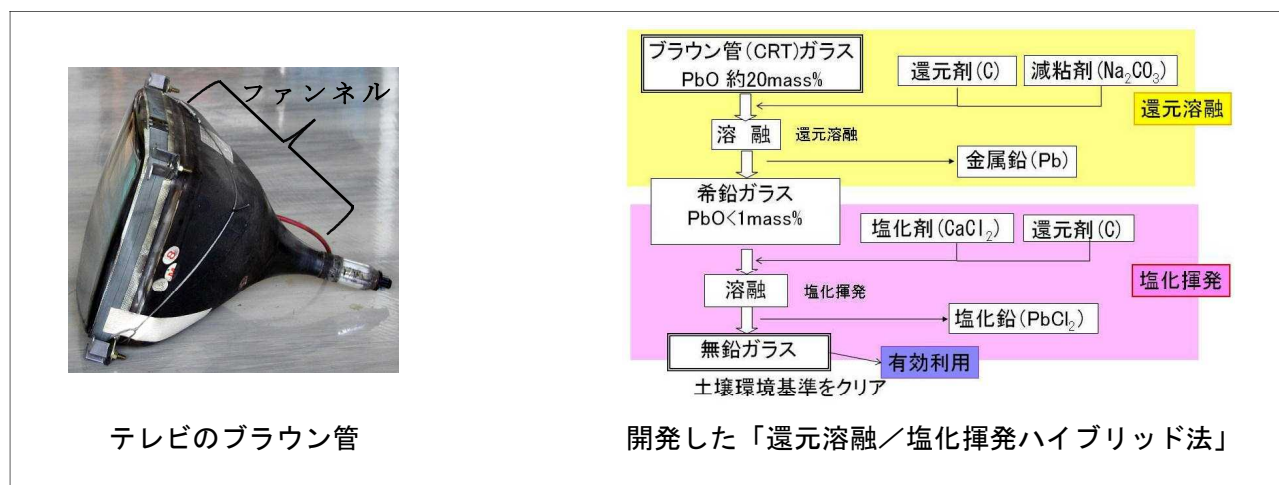 ファンネル
テレビのブラウン管
ブラウン管(CRT)ガラス
PbO 約20mass%
還元剤(C)
減粘剤(Na₂CO₃)
還元溶融
溶 融
還元溶融
金属鉛(Pb)
希鉛ガラス
PbO<1mass%
塩化剤(CaCl₂)
還元剤(C)
塩化揮発
溶融
塩化揮発
塩化鉛(PbCl₂)
無鉛ガラス
有効利用
土壌環境基準をクリア
開発した「還元溶融／塩化揮発ハイブリッド法」